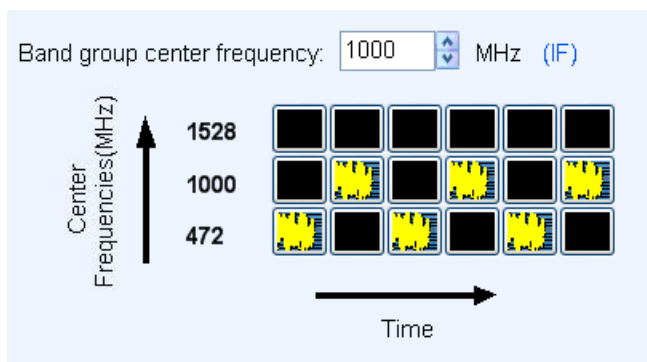 Band group center frequency: 1000 MHz (IF)
Center
Frequencies(MHz)
1528
1000
472
Time